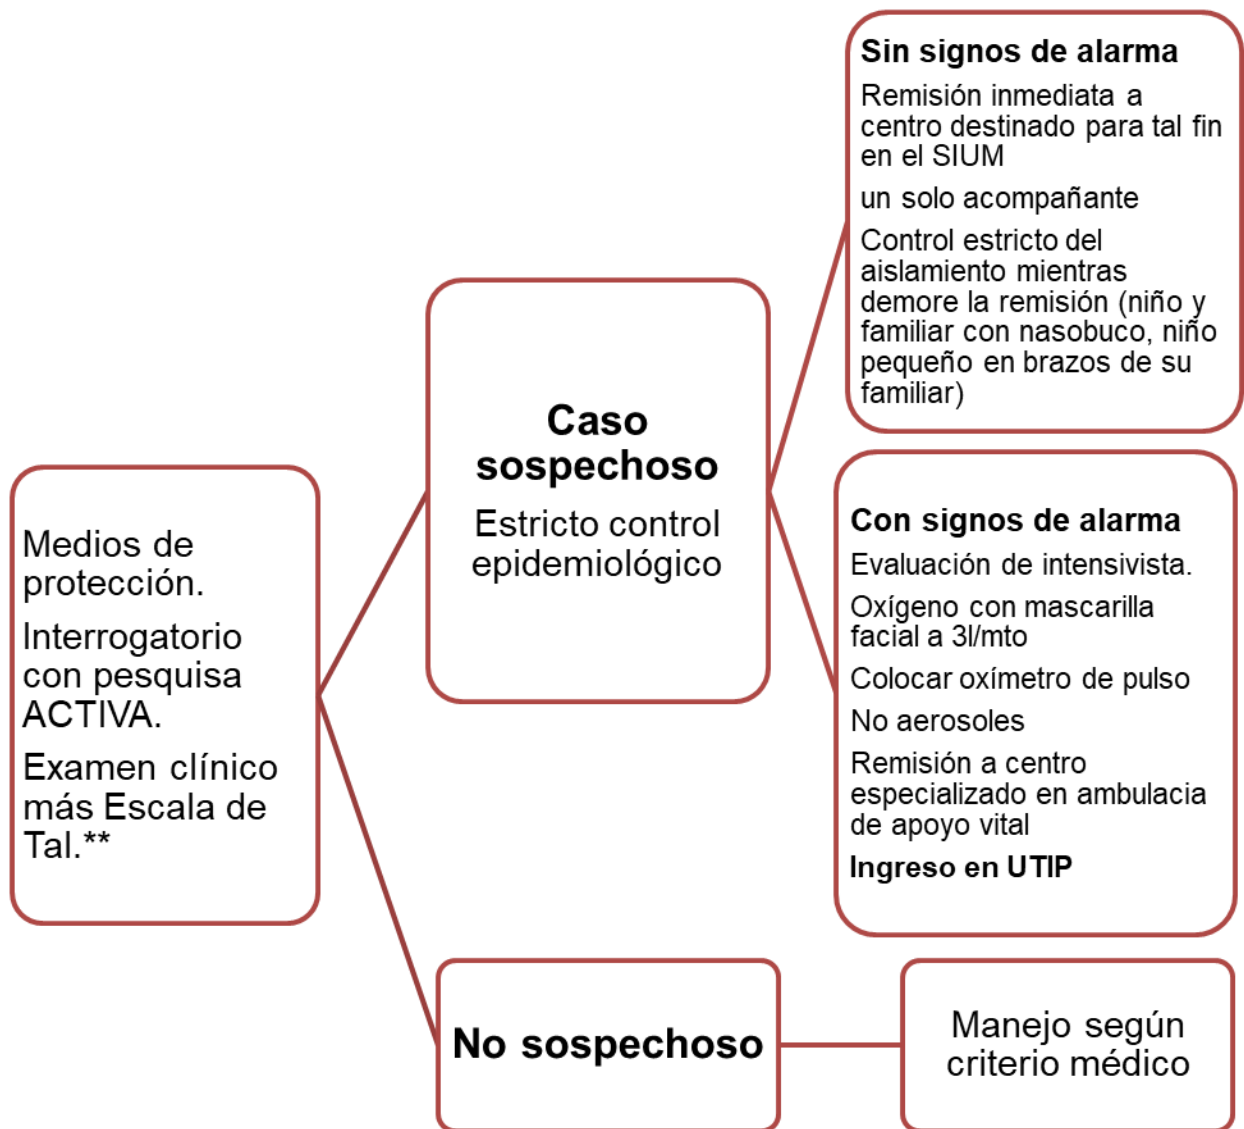 Medios de
protección.
Interrogatorio
con pesquisa
ACTIVA.
Examen clínico
más Escala de
Tal.**
Caso
sospechoso
Estricto control
epidemiológico
Sin signos de alarma
Remisión inmediata a
centro destinado para tal fin
en el SIUM
un solo acompañante
Control estricto del
aislamiento mientras
demore la remisión (niño y
familiar con nasobuco, niño
pequeño en brazos de su
familiar)
Con signos de alarma
Evaluación de intensivista.
Oxígeno con mascarilla
facial a 3l/mto
Colocar oxímetro de pulso
No aerosoles
Remisión a centro
especializado en ambulacia
de apoyo vital
Ingreso en UTIP
No sospechoso
Manejo según
criterio médico